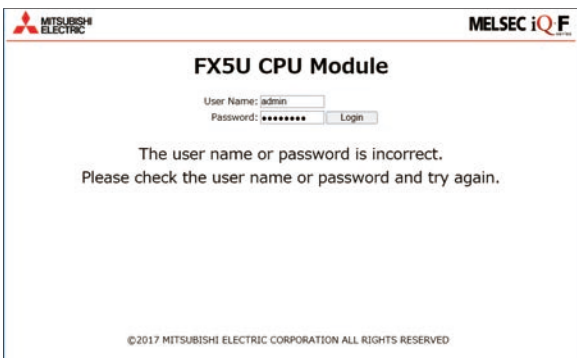 MITSUBISHI
ELECTRIC
MELSEC iQ-F
FX5U CPU Module
User Name: admin
Password: ●●●●●●●● Login
The user name or password is incorrect.
Please check the user name or password and try again.
©2017 MITSUBISHI ELECTRIC CORPORATION ALL RIGHTS RESERVED